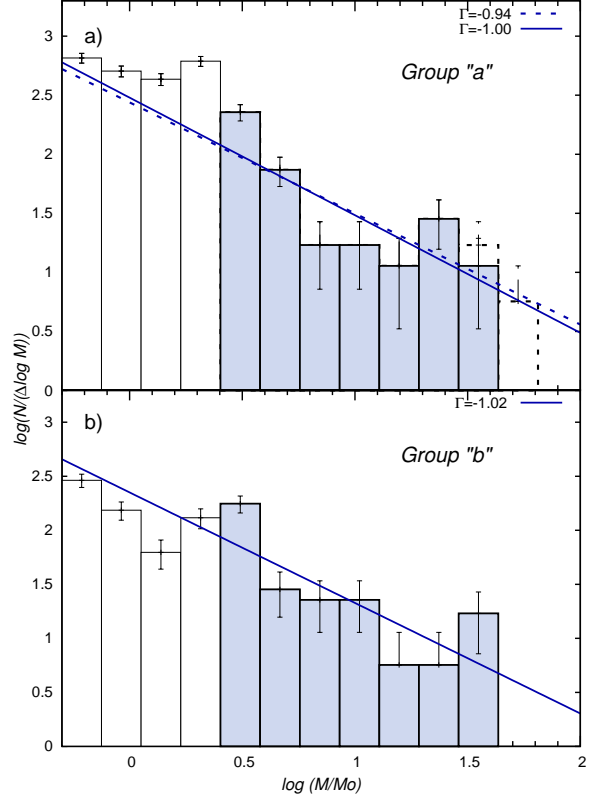 Γ=-0.94
Γ=-1.00
a)
Group "a"
3
2.5
2
1.5
1
0.5
0
log(N/(Δlog M)
Γ=-1.02
b)
Group "b"
3
2.5
2
1.5
1
0.5
0
0 0.5 1 1.5 2
log (M/Mo)